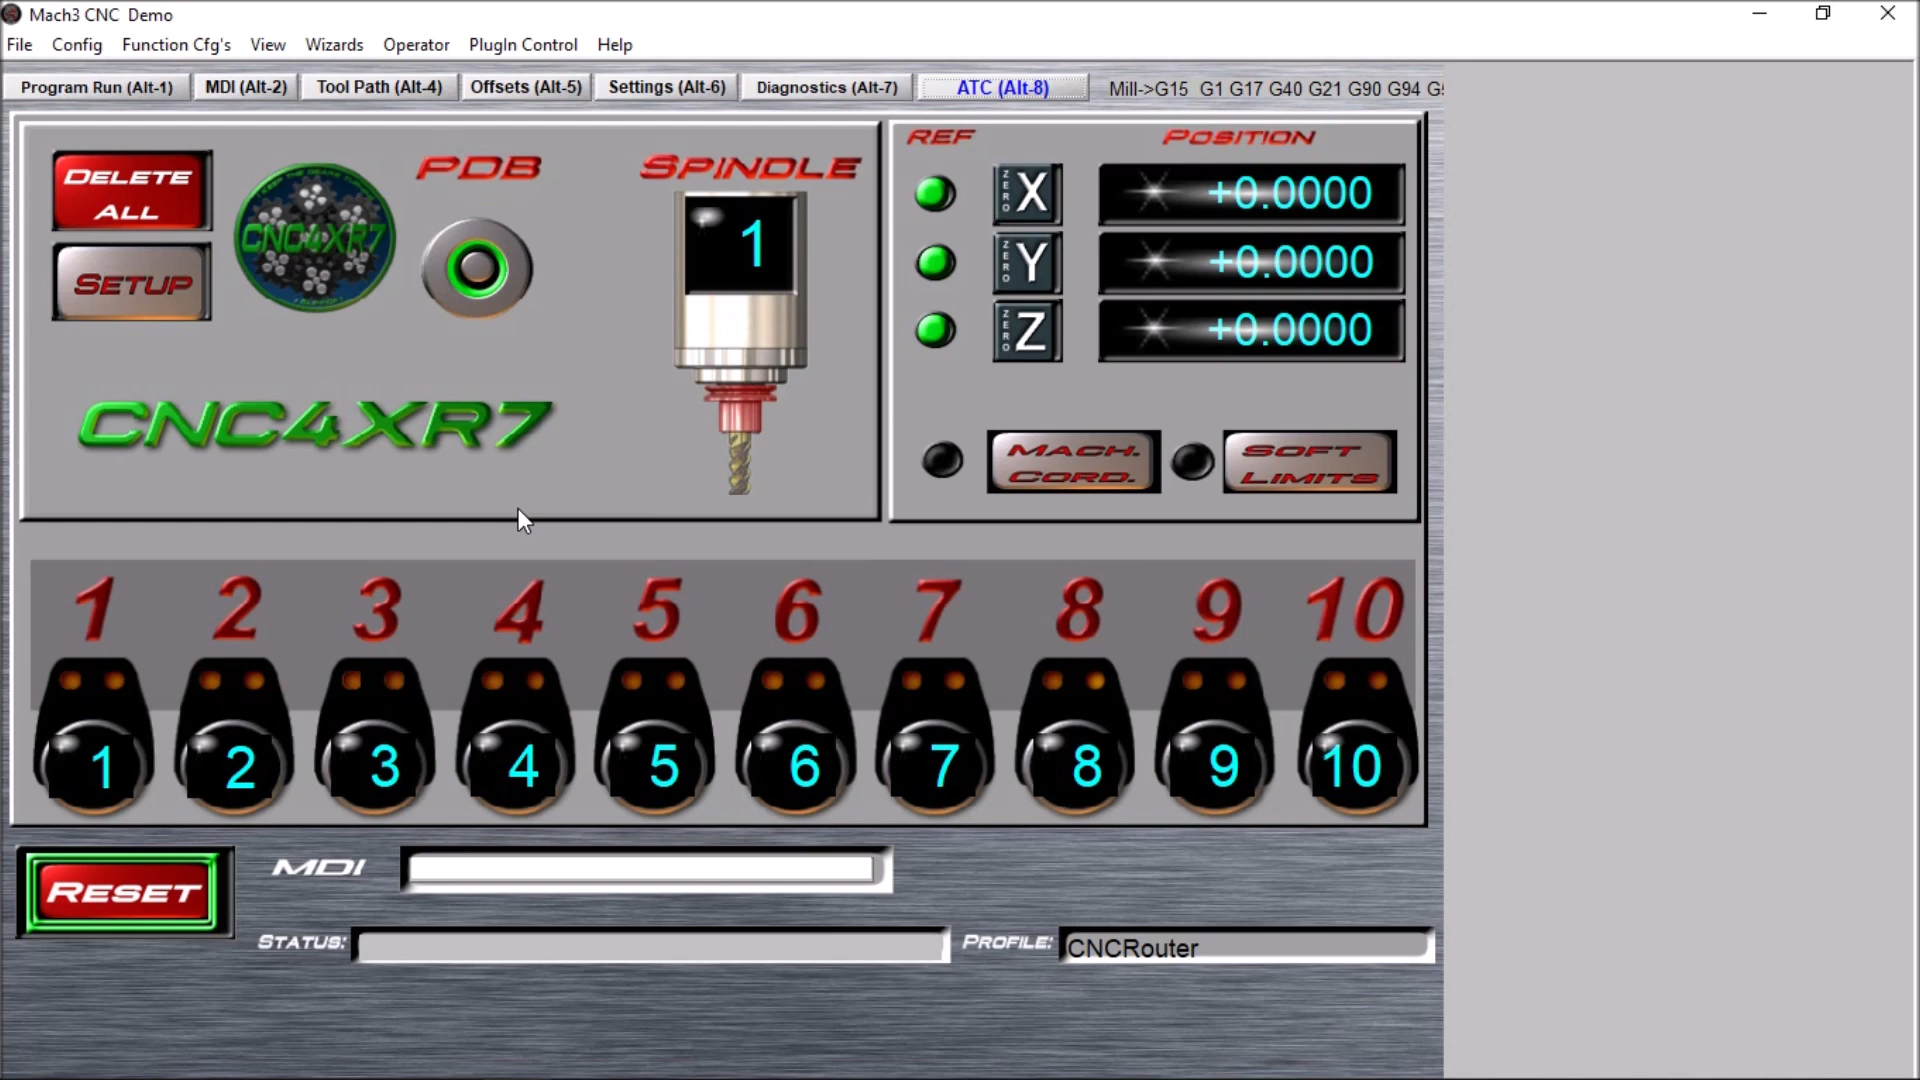 Mach3 CNC Demo
File Config Function Cfg's View Wizards Operator PlugIn Control Help
Program Run (Alt-1) MDI (Alt-2) Tool Path (Alt-4) Offsets (Alt-5) Settings (Alt-6) Diagnostics (Alt-7) ATC (Alt-8) Mill->G15 G1 G17 G40 G21 G90 G94
DELETE
ALL
SETUP
CNC4XR7
PDB
SPINDLE
1
CNC4XR7
REF POSITION
ZERO X +0.0000
ZERO Y +0.0000
ZERO Z +0.0000
MACH.
CORD.
SOFT
LIMITS
1 2 3 4 5 6 7 8 9 10
1 2 3 4 5 6 7 8 9 10
RESET
MDI
STATUS:
PROFILE: CNCRouter